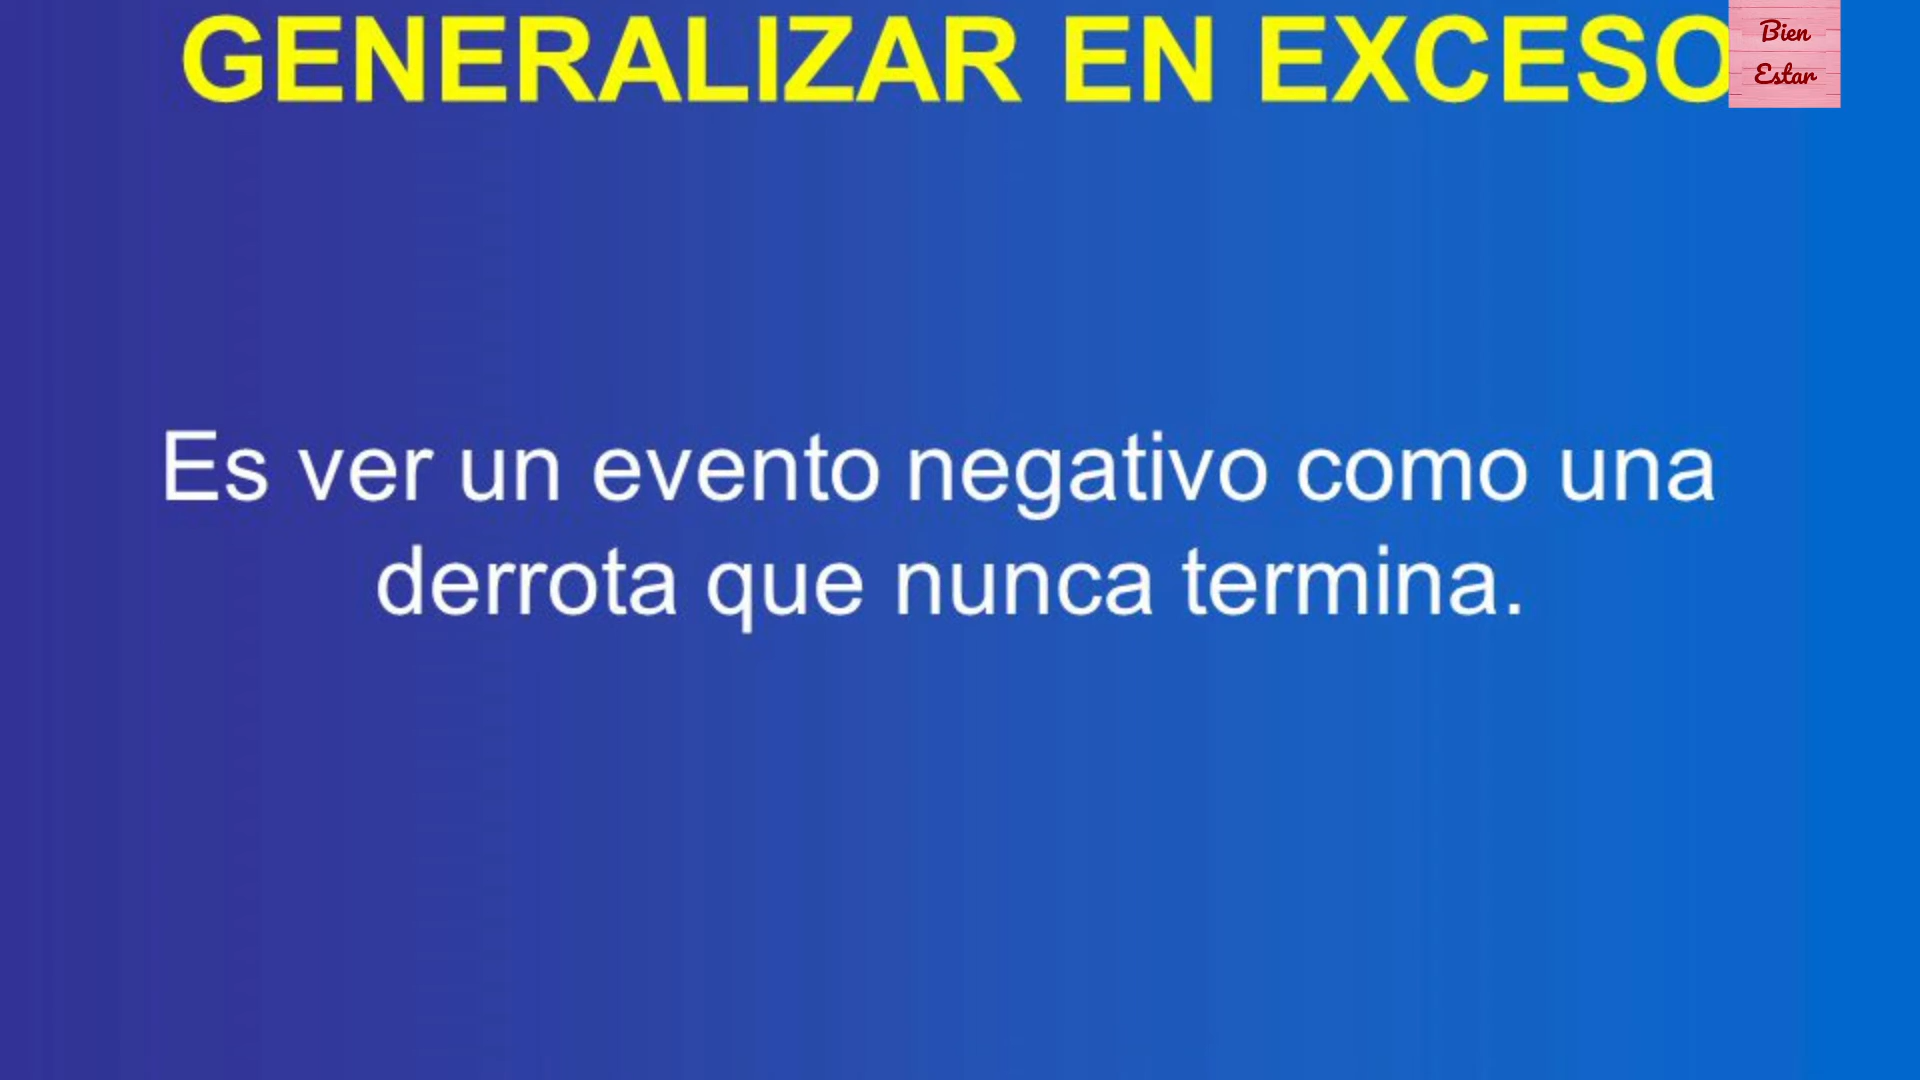 GENERALIZAR EN EXCESO
Bien
Estar
Es ver un evento negativo como una
derrota que nunca termina.